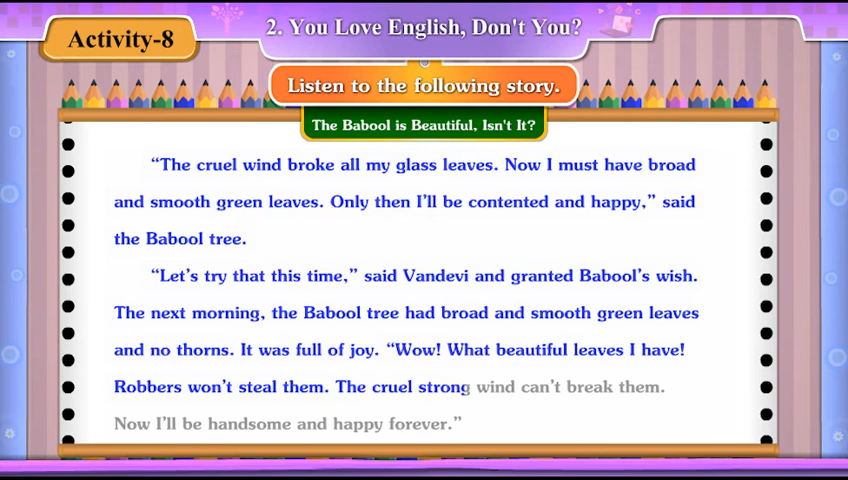 2. You Love English, Don't You?
Activity-8
Listen to the following story.
The Babool is Beautiful, Isn't It?
“The cruel wind broke all my glass leaves. Now I must have broad
and smooth green leaves. Only then I’ll be contented and happy,” said
the Babool tree.
“Let’s try that this time,” said Vandevi and granted Babool’s wish.
The next morning, the Babool tree had broad and smooth green leaves
and no thorns. It was full of joy. “Wow! What beautiful leaves I have!
Robbers won’t steal them. The cruel strong wind can’t break them.
Now I’ll be handsome and happy forever.”